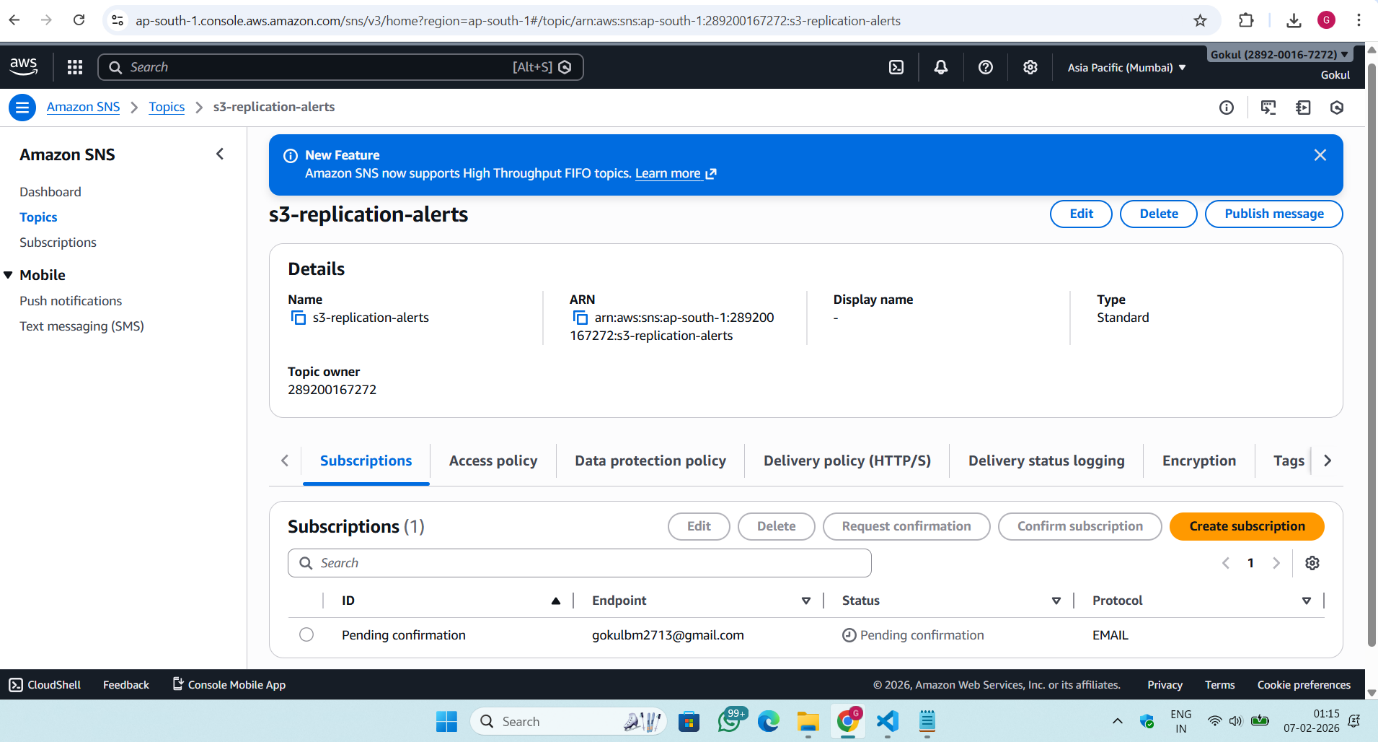 ap-south-1.console.aws.amazon.com/sns/v3/home?region=ap-south-1#/topic/arn:aws:sns:ap-south-1:289200167272:s3-replication-alerts
G
aws
Search
[Alt+S]
Asia Pacific (Mumbai)
Gokul (2892-0016-7272)
Gokul
Amazon SNS
Topics
s3-replication-alerts
Amazon SNS
Dashboard
Topics
Subscriptions
Mobile
Push notifications
Text messaging (SMS)
New Feature
Amazon SNS now supports High Throughput FIFO topics. Learn more
s3-replication-alerts
Edit
Delete
Publish message
Details
Name
s3-replication-alerts
ARN
arn:aws:sns:ap-south-1:289200
167272:s3-replication-alerts
Display name
-
Type
Standard
Topic owner
289200167272
Subscriptions
Access policy
Data protection policy
Delivery policy (HTTP/S)
Delivery status logging
Encryption
Tags
Subscriptions (1)
Edit
Delete
Request confirmation
Confirm subscription
Create subscription
Search
1
ID
Endpoint
Status
Protocol
Pending confirmation
gokulbm2713@gmail.com
Pending confirmation
EMAIL
CloudShell
Feedback
Console Mobile App
© 2026, Amazon Web Services, Inc. or its affiliates.
Privacy
Terms
Cookie preferences
Search
99+
G
ENG
IN
01:15
07-02-2026